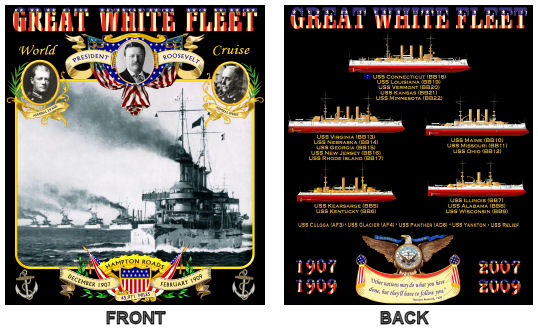 GREAT WHITE FLEET
World Cruise
PRESIDENT ROOSEVELT
HAMPTON ROADS
DECEMBER 1907 FEBRUARY 1909
45,971 MILES
FRONT
GREAT WHITE FLEET
USS CONNECTICUT (BB18)
USS LOUISIANA (BB19)
USS VERMONT (BB20)
USS KANSAS (BB21)
USS MINNESOTA (BB22)
USS VIRGINIA (BB13)
USS NEBRASKA (BB14)
USS GEORGIA (BB15)
USS NEW JERSEY (BB16)
USS RHODE ISLAND (BB17)
USS MAINE (BB10)
USS MISSOURI (BB11)
USS OHIO (BB12)
USS KEARSARGE (BB5)
USS KENTUCKY (BB6)
USS ILLINOIS (BB7)
USS ALABAMA (BB8)
USS WISCONSIN (BB9)
USS CULGOA (AF3) • USS GLACIER (AF4) • USS PANTHER (AD6) • USS YANKTON • USS RELIEF
1907 2007
1909 2009
"Other nations may do what you have
done, but they'll have to follow you."
BACK